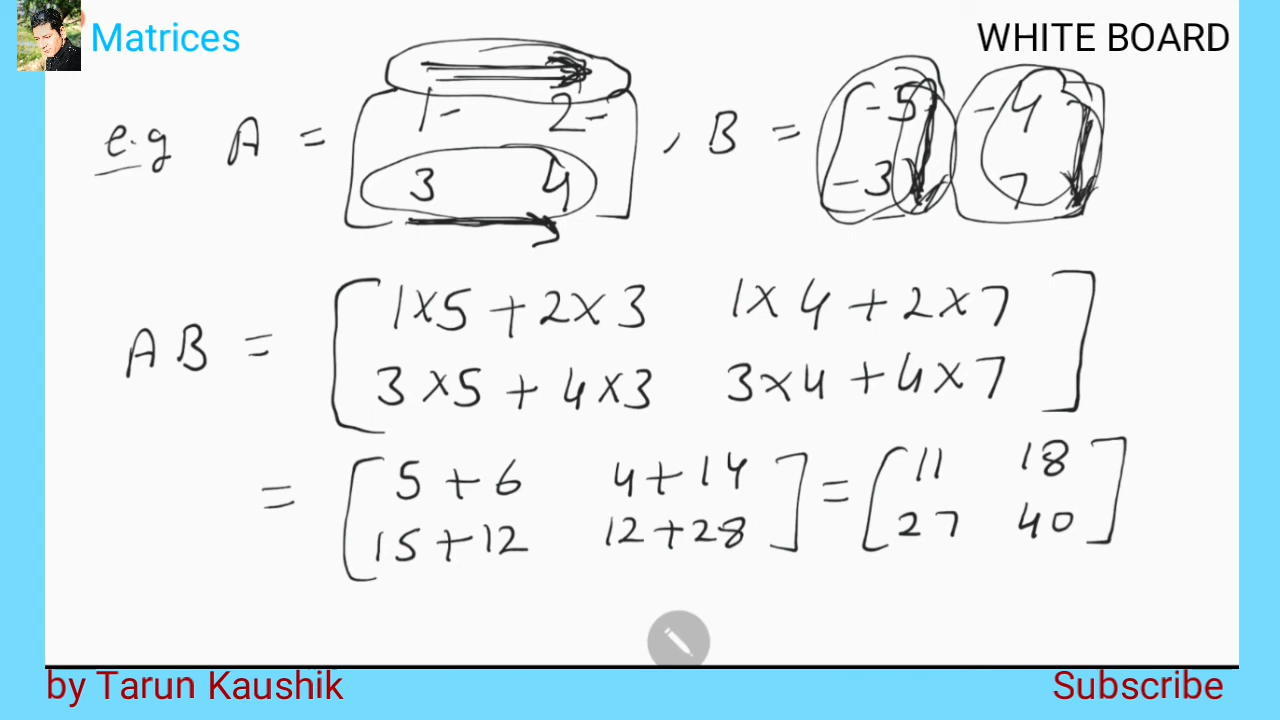 Matrices
WHITE BOARD
e.g A = [ 1- 2-
3 4 ] , B = [ -5 -4
-3 7 ]
AB = [ 1×5+2×3 1×4+2×7
3×5+4×3 3×4+4×7 ]
= [ 5+6 4+14 ] = [ 11 18 ]
15+12 12+28 27 40
by Tarun Kaushik
Subscribe